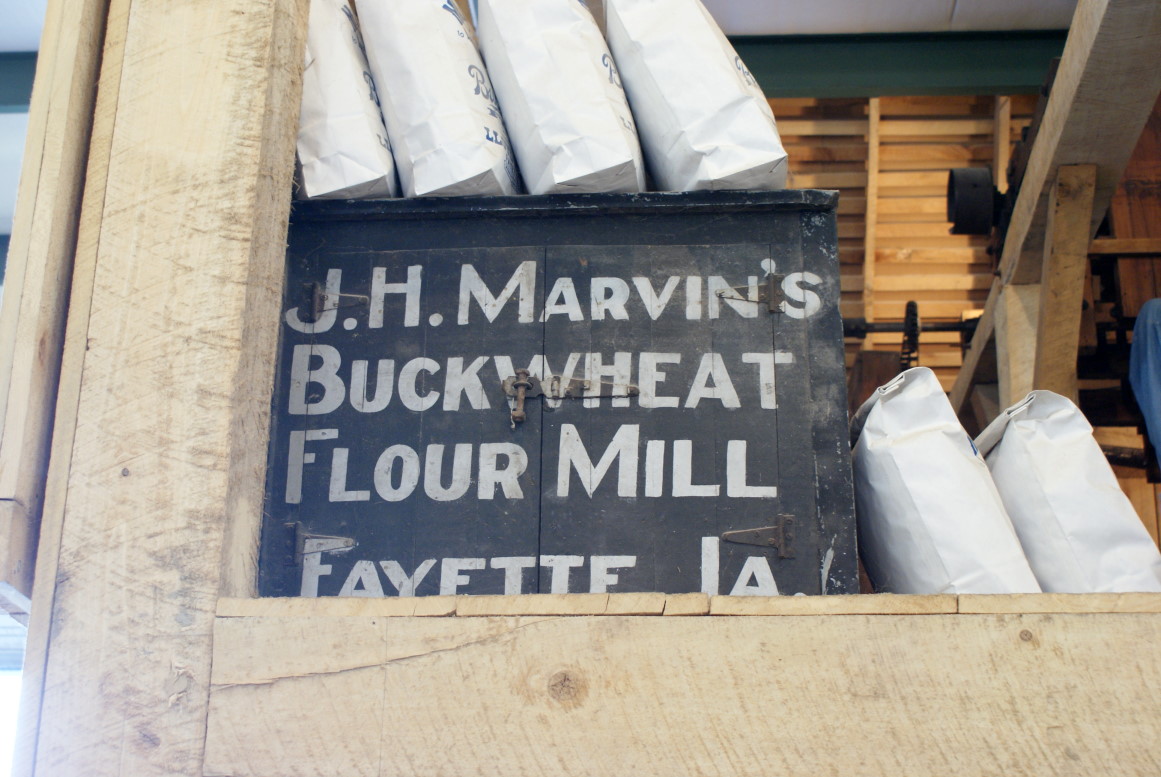 J.H. MARVIN'S
BUCKWHEAT
FLOUR MILL
FAYETTE, IA.